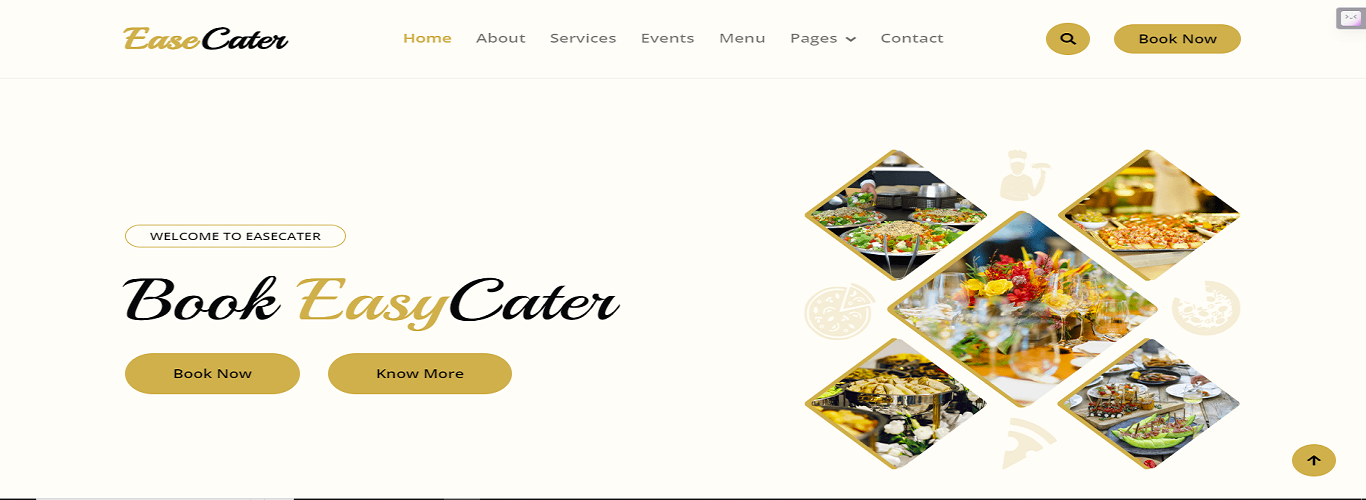 EaseCater
Home About Services Events Menu Pages Contact Book Now
WELCOME TO EASECATER
Book EasyCater
Book Now Know More